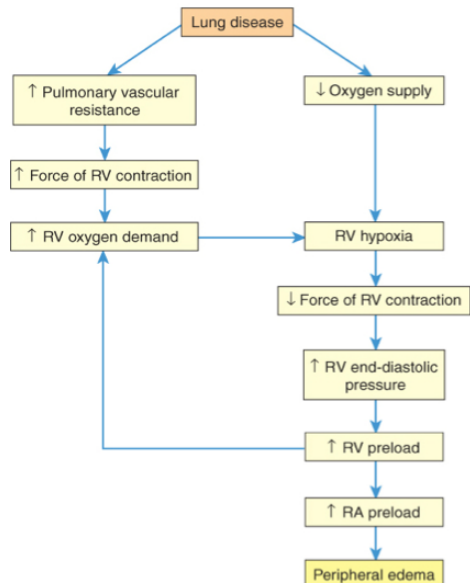 Lung disease
↑ Pulmonary vascular
resistance
↓ Oxygen supply
↑ Force of RV contraction
↑ RV oxygen demand
RV hypoxia
↓ Force of RV contraction
↑ RV end-diastolic
pressure
↑ RV preload
↑ RA preload
Peripheral edema